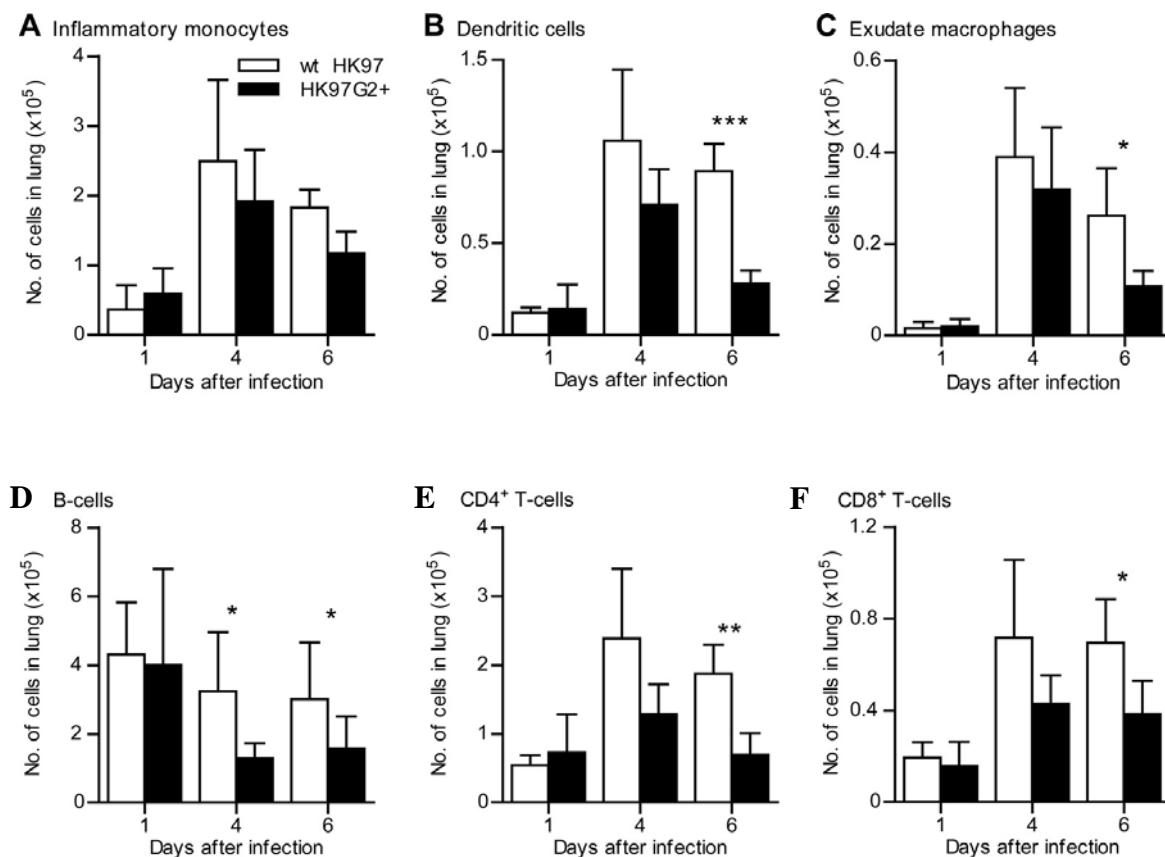 A Inflammatory monocytes
No. of cells in lung (x10⁵)
4
3
2
1
0
wt HK97
HK97G2+
1 4 6
Days after infection
B Dendritic cells
No. of cells in lung (x10⁵)
1.5
1.0
0.5
0
***
1 4 6
Days after infection
C Exudate macrophages
No. of cells in lung (x10⁵)
0.6
0.4
0.2
0
*
1 4 6
Days after infection
D B-cells
No. of cells in lung (x10⁵)
8
6
4
2
0
* *
1 4 6
Days after infection
E CD4⁺ T-cells
No. of cells in lung (x10⁵)
4
3
2
1
0
**
1 4 6
Days after infection
F CD8⁺ T-cells
No. of cells in lung (x10⁵)
1.2
0.8
0.4
0
*
1 4 6
Days after infection